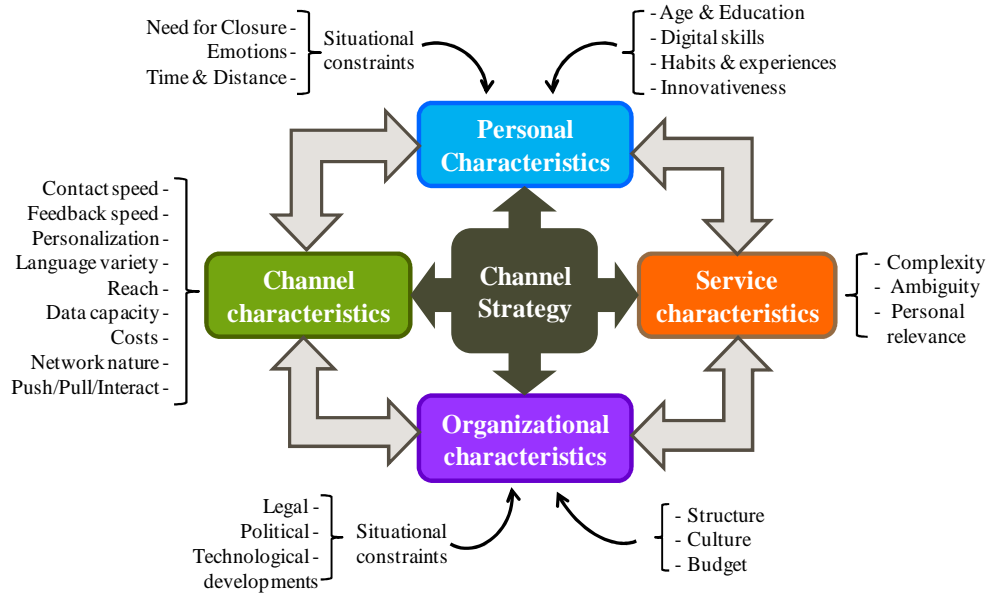 Need for Closure -
Emotions -
Time & Distance -
Situational
constraints
- Age & Education
- Digital skills
- Habits & experiences
- Innovativeness
Personal
Characteristics
Contact speed -
Feedback speed -
Personalization -
Language variety -
Reach -
Data capacity -
Costs -
Network nature -
Push/Pull/Interact -
Channel
characteristics
Channel
Strategy
Service
characteristics
- Complexity
- Ambiguity
- Personal
relevance
Organizational
characteristics
Legal -
Political -
Technological -
developments
Situational
constraints
- Structure
- Culture
- Budget